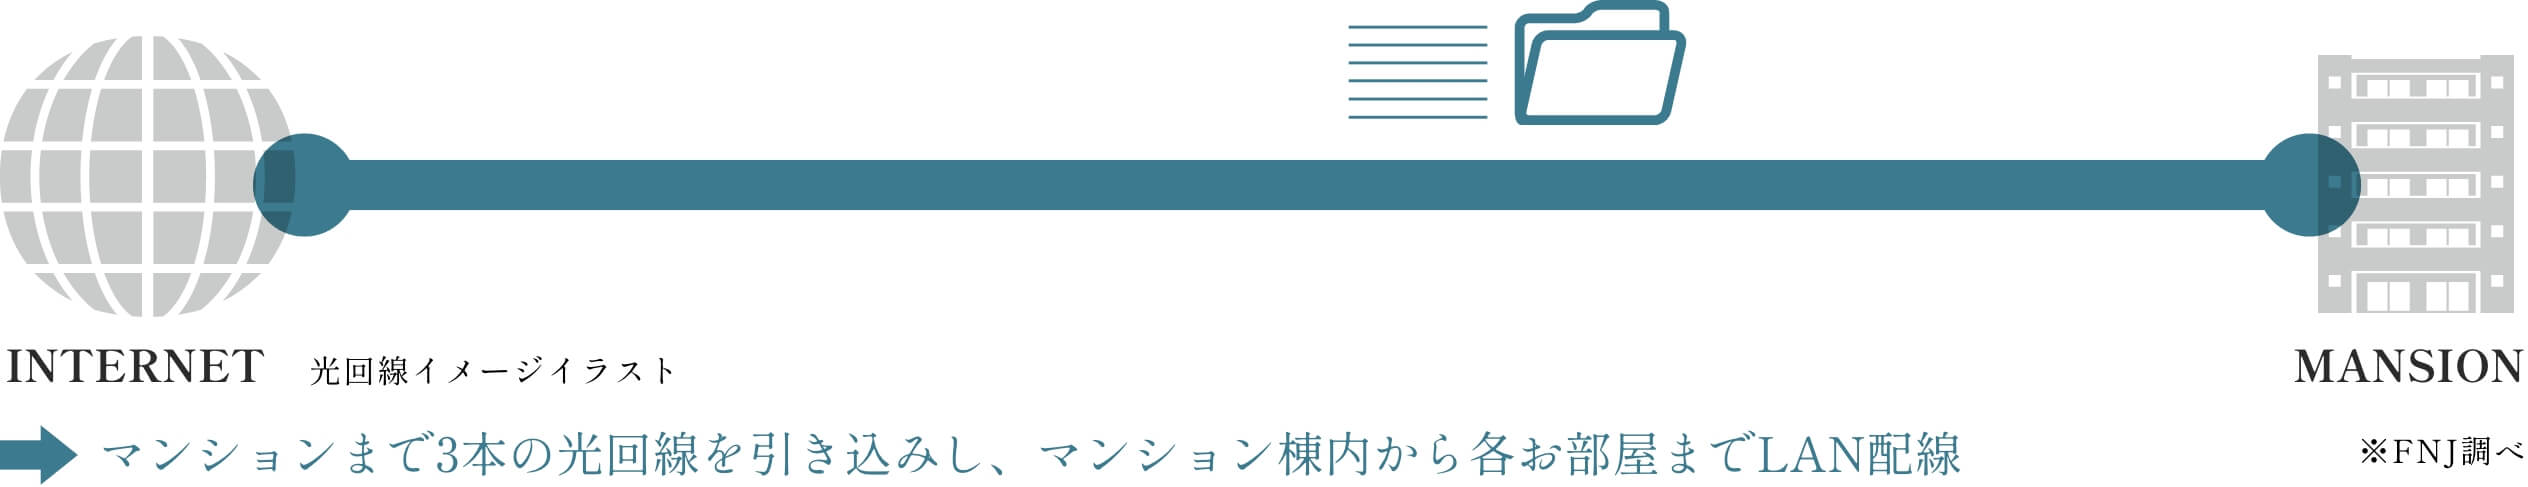 INTERNET
光回線イメージイラスト
MANSION
マンションまで3本の光回線を引き込みし、マンション棟内から各お部屋までLAN配線
※FNJ調べ